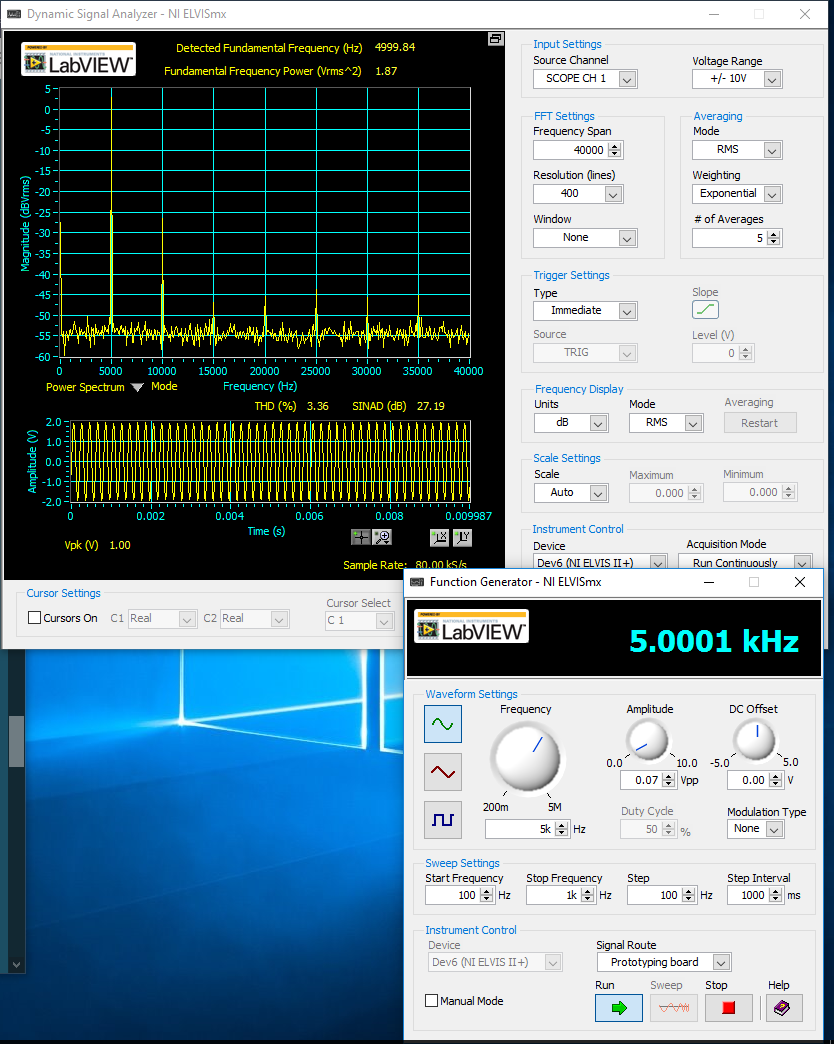 Dynamic Signal Analyzer - NI ELVISmx
POWERED BY
NATIONAL INSTRUMENTS
LabVIEW™
Detected Fundamental Frequency (Hz) 4999.84
Fundamental Frequency Power (Vrms^2) 1.87
Magnitude (dBVrms)
5
0
-5
-10
-15
-20
-25
-30
-35
-40
-45
-50
-55
-60
0 5000 10000 15000 20000 25000 30000 35000 40000
Power Spectrum Mode Frequency (Hz)
THD (%) 3.36 SINAD (dB) 27.19
Amplitude (V)
2.0
1.0
0.0
-1.0
-2.0
0 0.002 0.004 0.006 0.008 0.009987
Time (s)
Vpk (V) 1.00
Sample Rate: 80.00 kS/s
Cursor Settings
Cursors On C1 Real C2 Real
Cursor Select
C 1
Input Settings
Source Channel Voltage Range
SCOPE CH 1 +/- 10V
FFT Settings
Frequency Span
40000
Resolution (lines)
400
Window
None
Averaging
Mode
RMS
Weighting
Exponential
# of Averages
5
Trigger Settings
Type Slope
Immediate
Source Level (V)
TRIG 0
Frequency Display
Units Mode Averaging
dB RMS Restart
Scale Settings
Scale Maximum Minimum
Auto 0.000 0.000
Instrument Control
Device Acquisition Mode
Dev6 (NI ELVIS II+) Run Continuously
Function Generator - NI ELVISmx
POWERED BY
NATIONAL INSTRUMENTS
LabVIEW™
5.0001 kHz
Waveform Settings
Frequency Amplitude DC Offset
0.0 10.0 -5.0 5.0
0.07 Vpp 0.00 V
200m 5M
5k Hz
Duty Cycle Modulation Type
50 % None
Sweep Settings
Start Frequency Stop Frequency Step Step Interval
100 Hz 1k Hz 100 Hz 1000 ms
Instrument Control
Device Signal Route
Dev6 (NI ELVIS II+) Prototyping board
Run Sweep Stop Help
Manual Mode